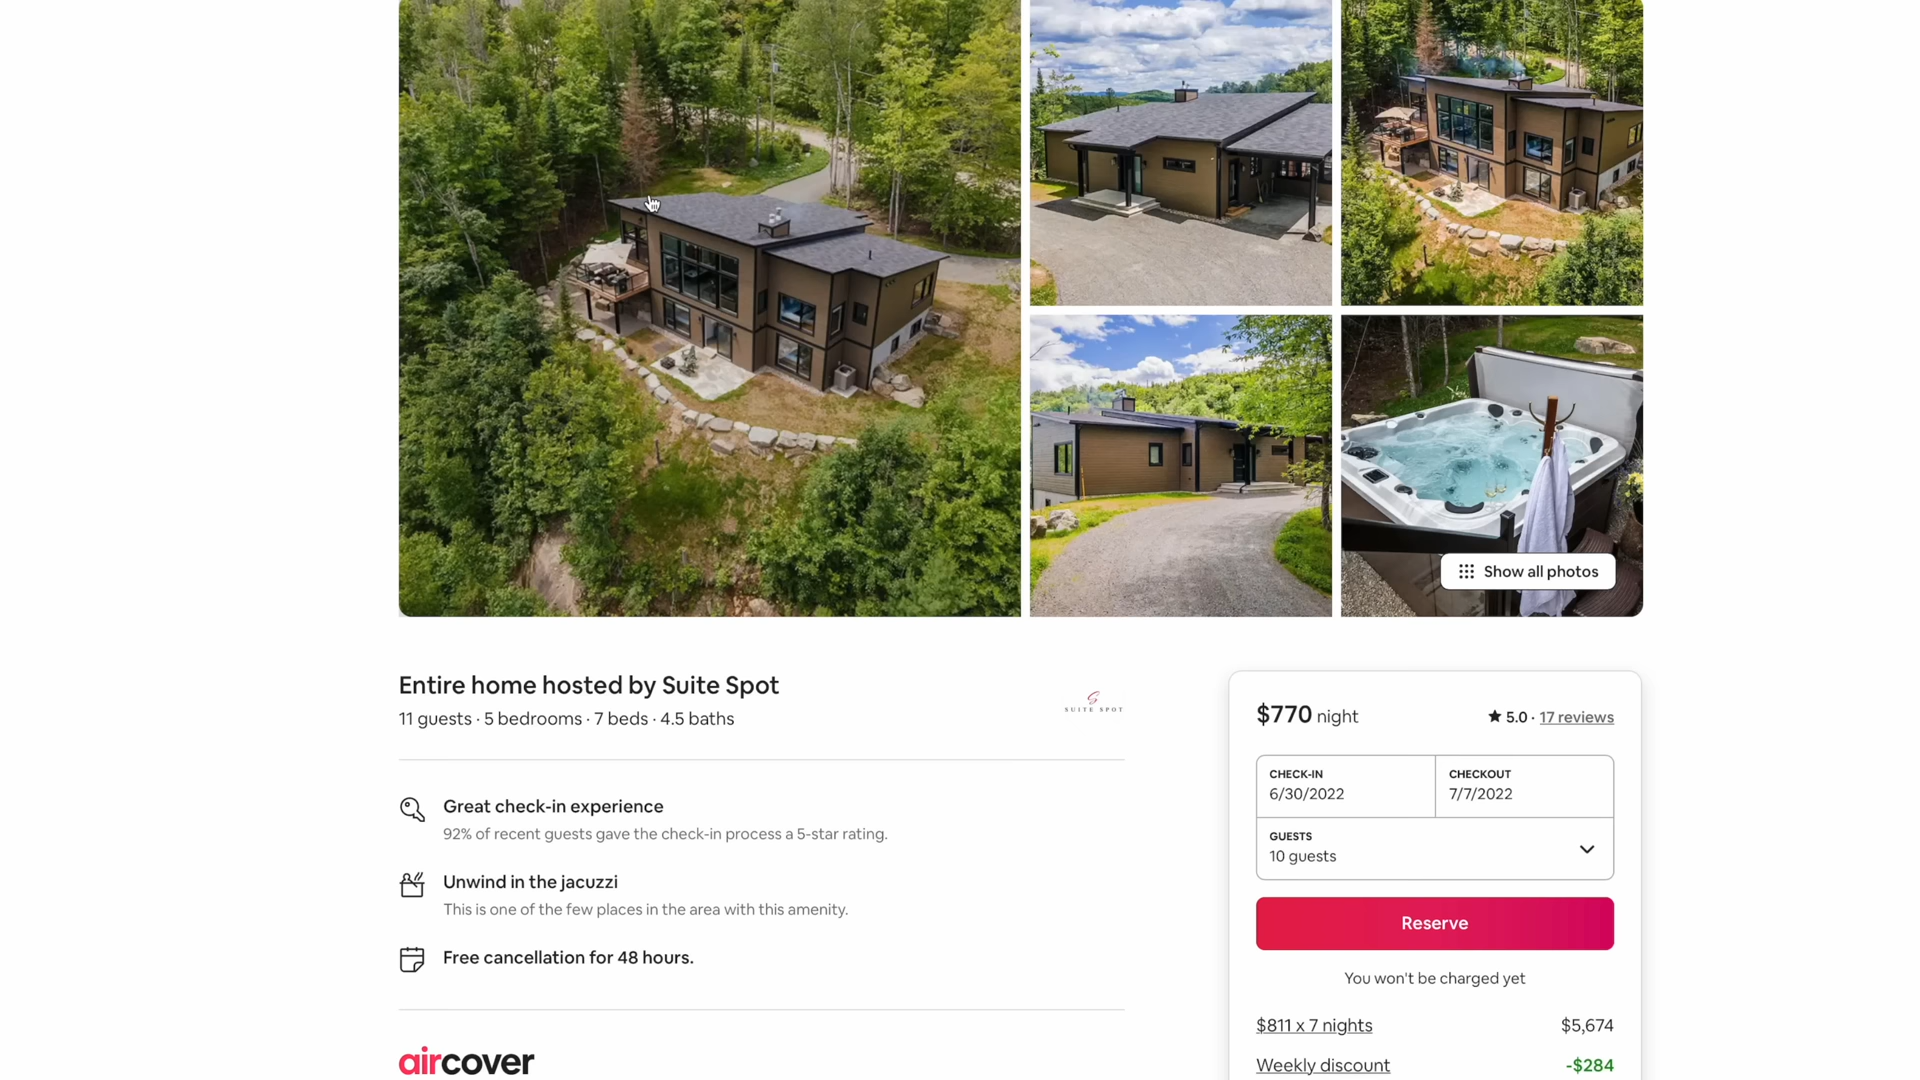 Show all photos
Entire home hosted by Suite Spot
11 guests · 5 bedrooms · 7 beds · 4.5 baths
SUITE SPOT
Great check-in experience
92% of recent guests gave the check-in process a 5-star rating.
Unwind in the jacuzzi
This is one of the few places in the area with this amenity.
Free cancellation for 48 hours.
aircover
$770 night
★ 5.0 · 17 reviews
CHECK-IN
6/30/2022
CHECKOUT
7/7/2022
GUESTS
10 guests
Reserve
You won't be charged yet
$811 x 7 nights $5,674
Weekly discount -$284